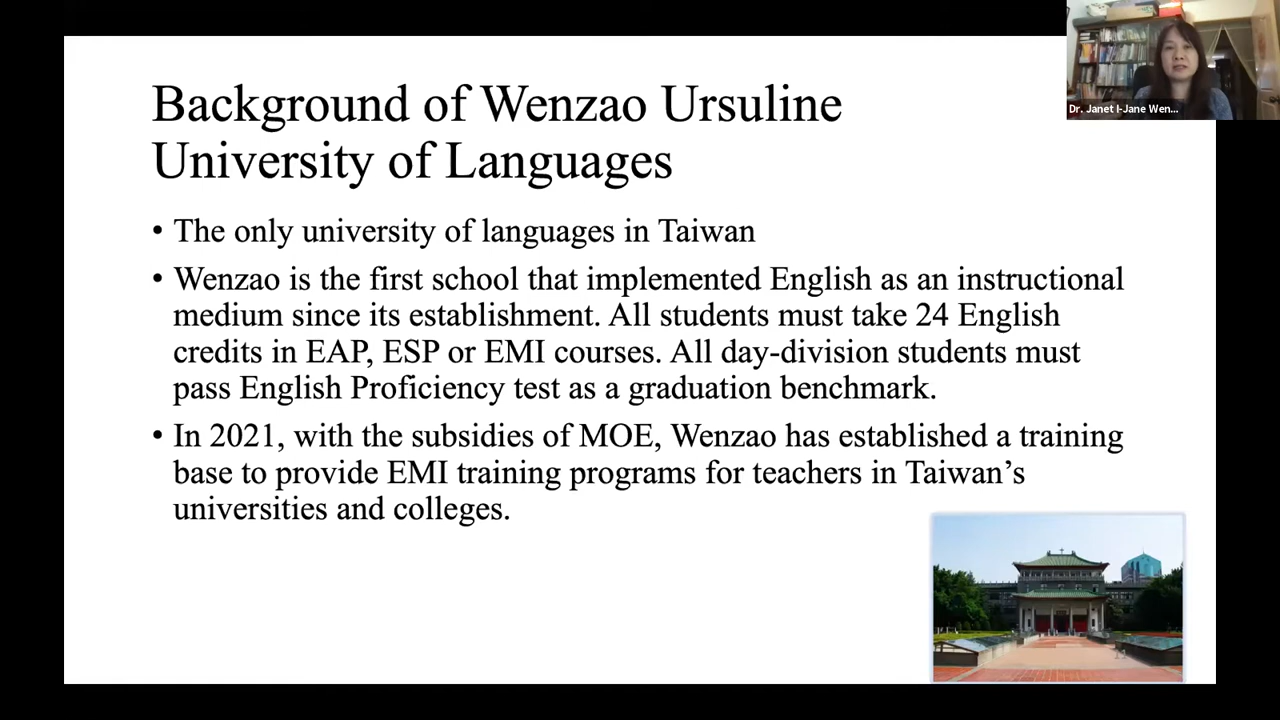 Background of Wenzao Ursuline
University of Languages
• The only university of languages in Taiwan
• Wenzao is the first school that implemented English as an instructional
medium since its establishment. All students must take 24 English
credits in EAP, ESP or EMI courses. All day-division students must
pass English Proficiency test as a graduation benchmark.
• In 2021, with the subsidies of MOE, Wenzao has established a training
base to provide EMI training programs for teachers in Taiwan’s
universities and colleges.
Dr. Janet I-Jane Wen...